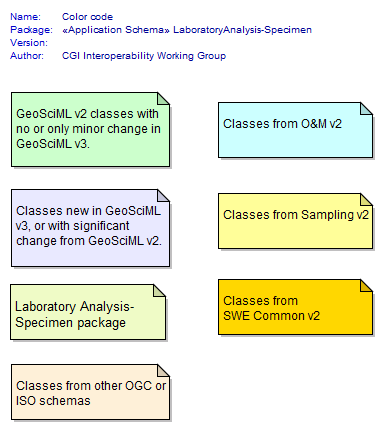 Name: Color code
Package: «Application Schema» LaboratoryAnalysis-Specimen
Version:
Author: CGI Interoperability Working Group
GeoSciML v2 classes with
no or only minor change in
GeoSciML v3.
Classes from O&M v2
Classes new in GeoSciML
v3, or with significant
change from GeoSciML v2.
Classes from Sampling v2
Laboratory Analysis-
Specimen package
Classes from
SWE Common v2
Classes from other OGC or
ISO schemas